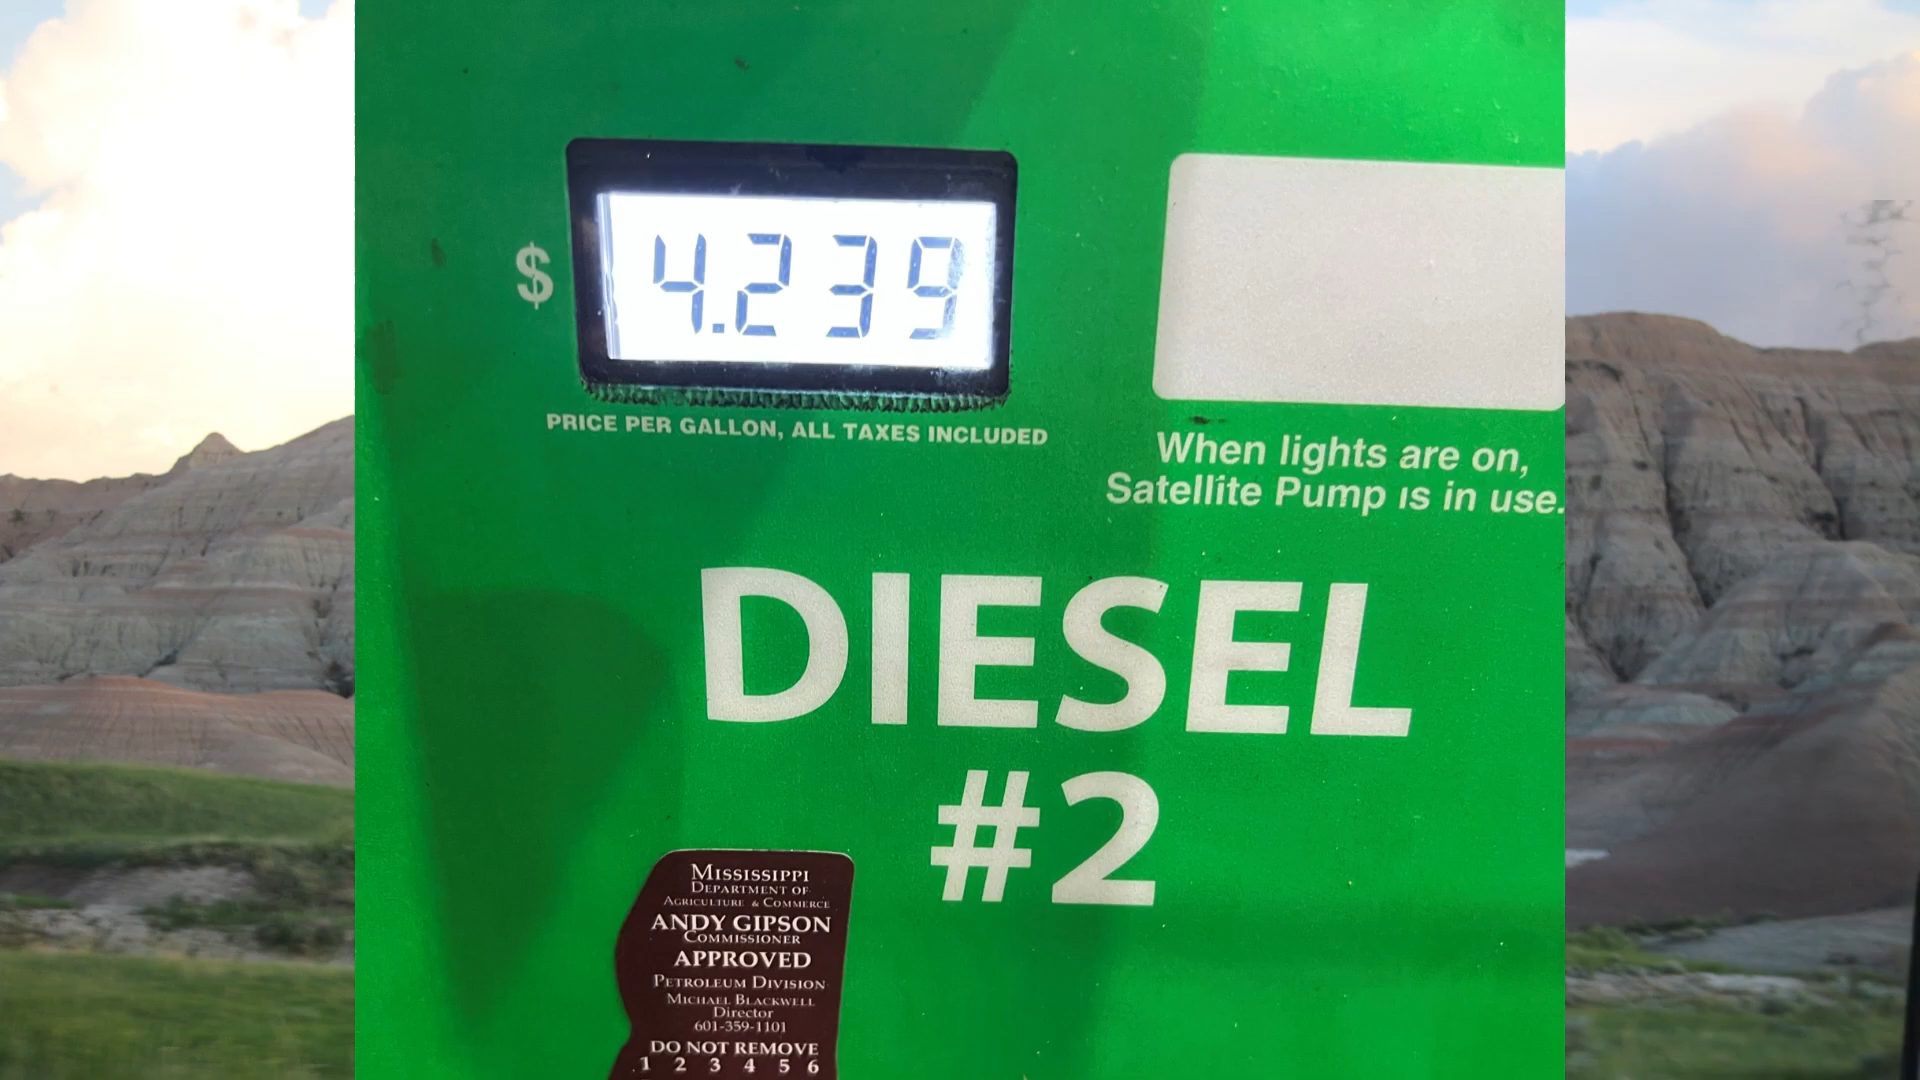 $ 4.239
PRICE PER GALLON, ALL TAXES INCLUDED
When lights are on,
Satellite Pump is in use.
DIESEL
#2
MISSISSIPPI
DEPARTMENT OF
AGRICULTURE & COMMERCE
ANDY GIPSON
COMMISSIONER
APPROVED
PETROLEUM DIVISION
MICHAEL BLACKWELL
Director
601-359-1101
DO NOT REMOVE
1 2 3 4 5 6